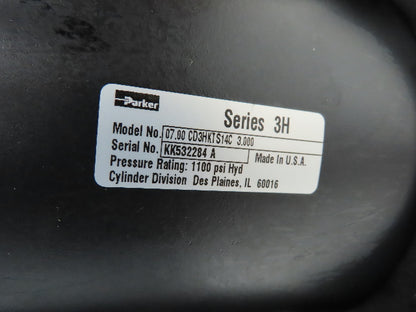 Parker
Series 3H
Model No. 07.00 CD3HKTS14C 3.000
Serial No. KK532284 A Made in U.S.A.
Pressure Rating: 1100 psi Hyd
Cylinder Division Des Plaines, IL 60016